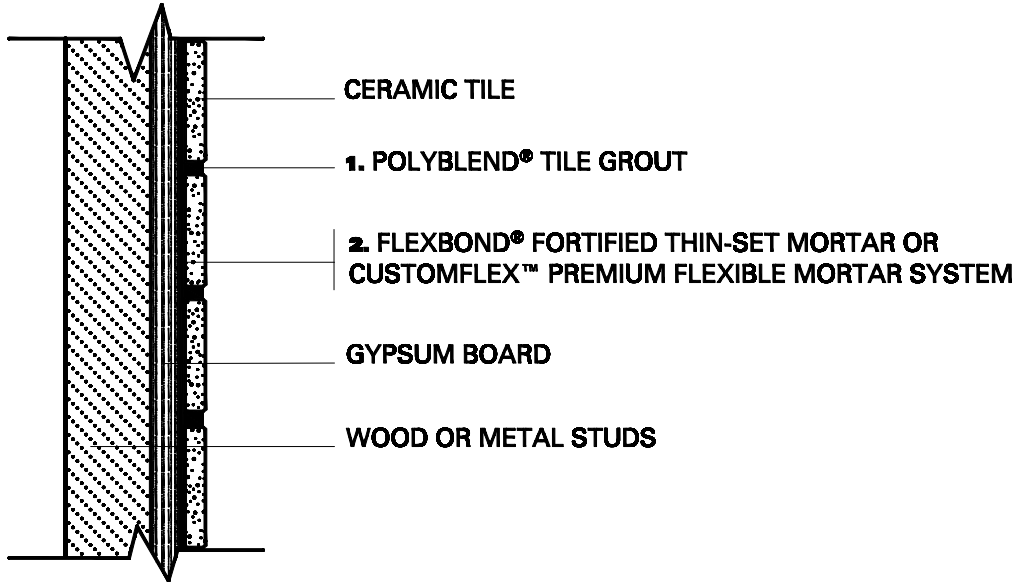 CERAMIC TILE
1. POLYBLEND® TILE GROUT
2. FLEXBOND® FORTIFIED THIN-SET MORTAR OR
CUSTOMFLEX™ PREMIUM FLEXIBLE MORTAR SYSTEM
GYPSUM BOARD
WOOD OR METAL STUDS